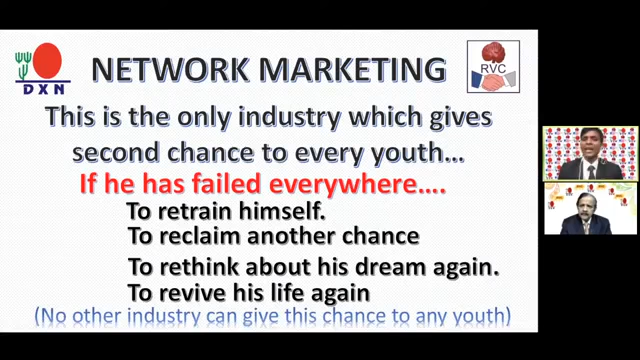 DXN
NETWORK MARKETING
RVC
This is the only industry which gives
second chance to every youth...
If he has failed everywhere....
To retrain himself.
To reclaim another chance
To rethink about his dream again.
To revive his life again
(No other industry can give this chance to any youth)